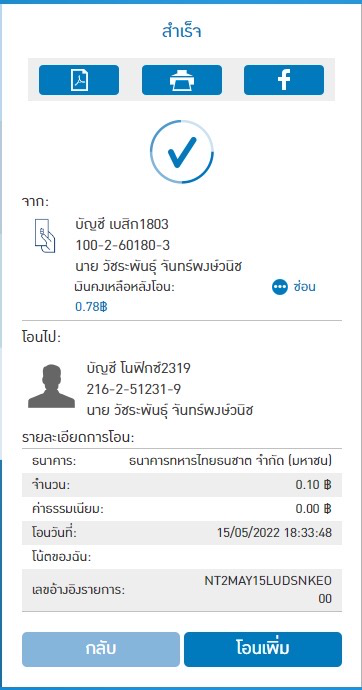 สำเร็จ
จาก:
บัญชี เบสิก1803
100-2-60180-3
นาย วัชระพันธุ์ จันทร์พงษ์วนิช
เงินคงเหลือหลังโอน: ซ่อน
0.78฿
โอนไป:
บัญชี โนฟิกซ์2319
216-2-51231-9
นาย วัชระพันธุ์ จันทร์พงษ์วนิช
รายละเอียดการโอน:
ธนาคาร: ธนาคารทหารไทยธนชาต จำกัด (มหาชน)
จำนวน: 0.10 ฿
ค่าธรรมเนียม: 0.00 ฿
โอนวันที่: 15/05/2022 18:33:48
โน้ตของฉัน:
เลขอ้างอิงรายการ: NT2MAY15LUDSNKEO
00
กลับ โอนเพิ่ม